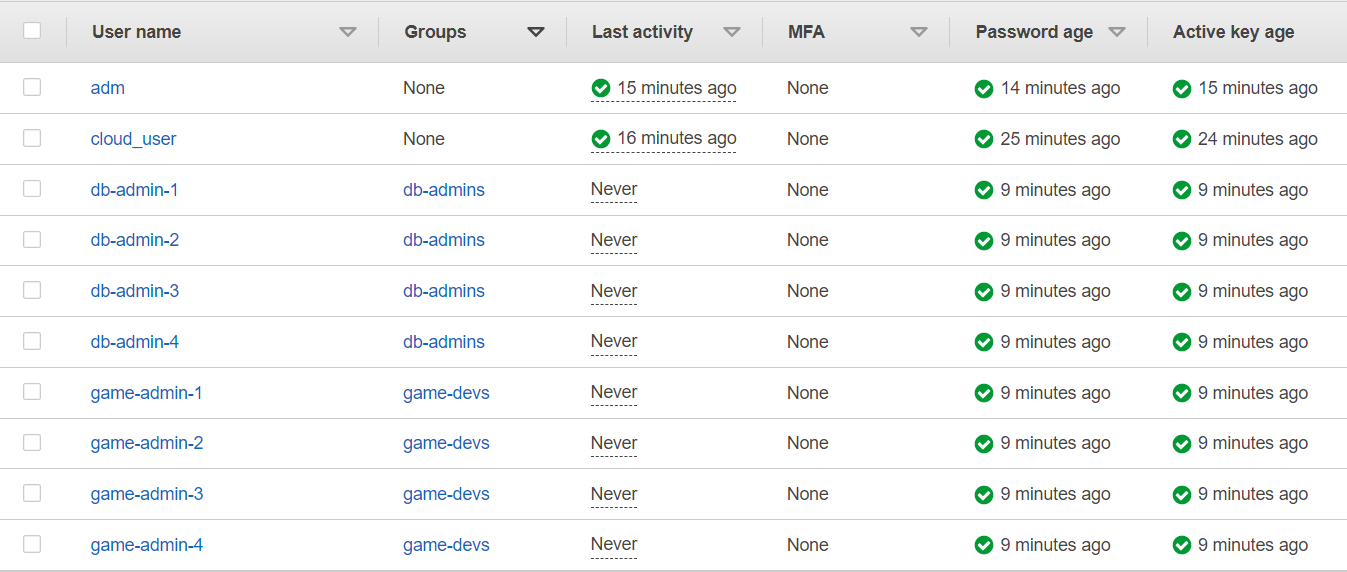 User name Groups Last activity MFA Password age Active key age
adm None 15 minutes ago None 14 minutes ago 15 minutes ago
cloud_user None 16 minutes ago None 25 minutes ago 24 minutes ago
db-admin-1 db-admins Never None 9 minutes ago 9 minutes ago
db-admin-2 db-admins Never None 9 minutes ago 9 minutes ago
db-admin-3 db-admins Never None 9 minutes ago 9 minutes ago
db-admin-4 db-admins Never None 9 minutes ago 9 minutes ago
game-admin-1 game-devs Never None 9 minutes ago 9 minutes ago
game-admin-2 game-devs Never None 9 minutes ago 9 minutes ago
game-admin-3 game-devs Never None 9 minutes ago 9 minutes ago
game-admin-4 game-devs Never None 9 minutes ago 9 minutes ago